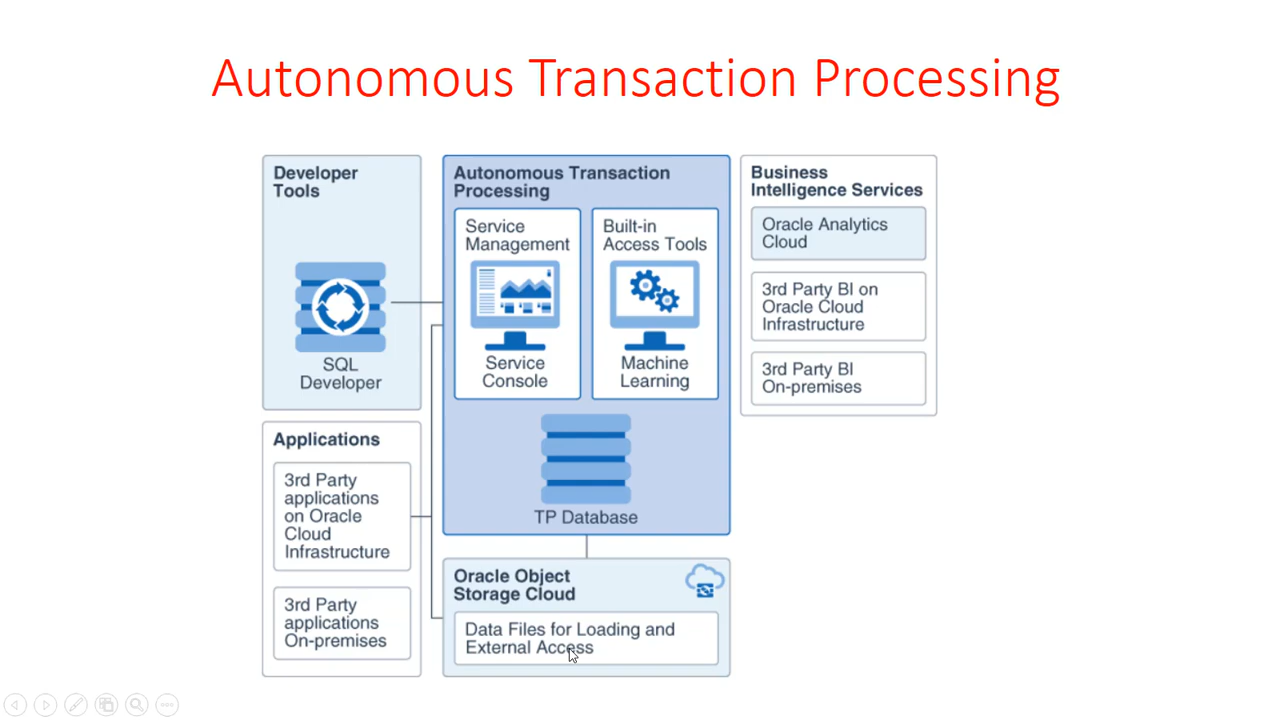 Autonomous Transaction Processing
Developer
Tools
SQL
Developer
Applications
3rd Party
applications
on Oracle
Cloud
Infrastructure
3rd Party
applications
On-premises
Autonomous Transaction
Processing
Service
Management
Service
Console
Built-in
Access Tools
Machine
Learning
TP Database
Oracle Object
Storage Cloud
Data Files for Loading and
External Access
Business
Intelligence Services
Oracle Analytics
Cloud
3rd Party BI on
Oracle Cloud
Infrastructure
3rd Party BI
On-premises